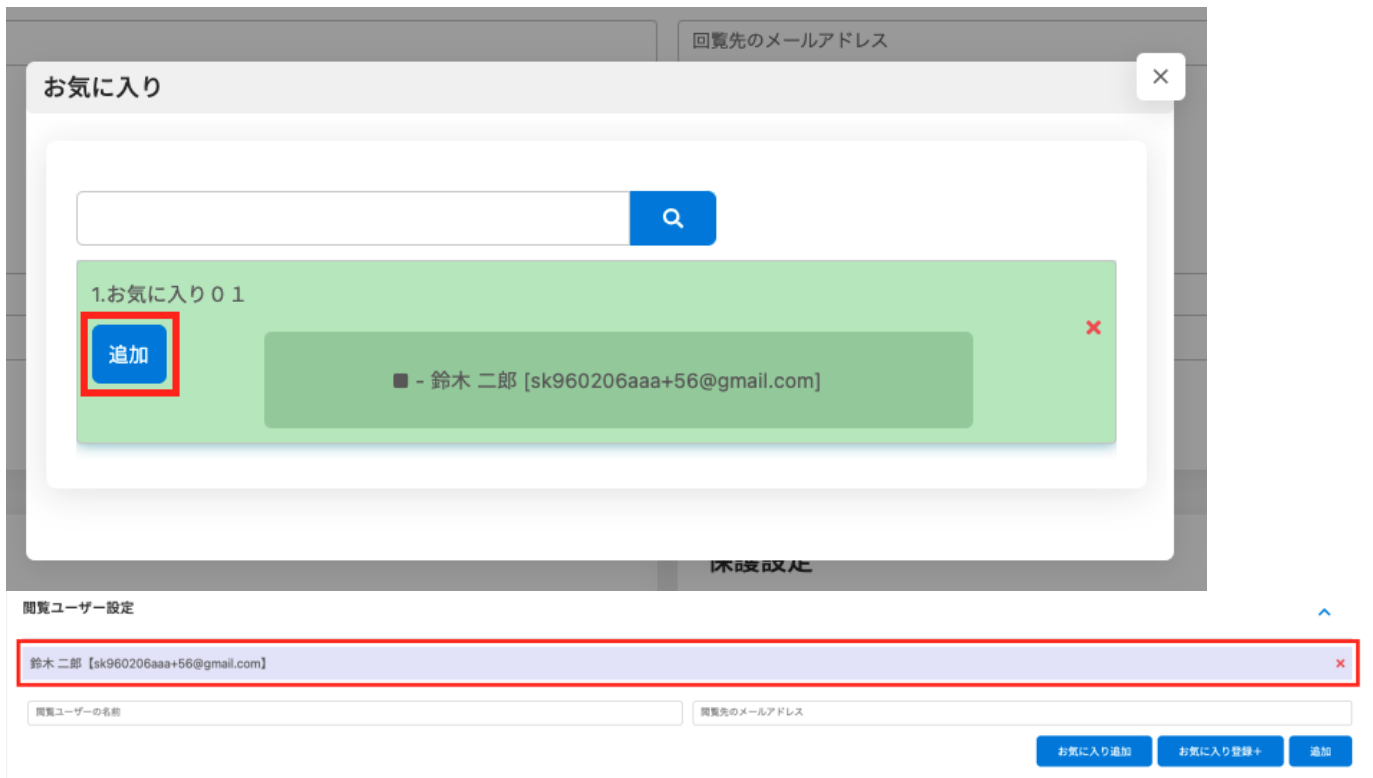 回覧先のメールアドレス
お気に入り
1.お気に入り０１
追加
■ - 鈴木 二郎 [sk960206aaa+56@gmail.com]
保護設定
閲覧ユーザー設定
鈴木 二郎【sk960206aaa+56@gmail.com】
閲覧ユーザーの名前
閲覧先のメールアドレス
お気に入り追加
お気に入り登録＋
追加